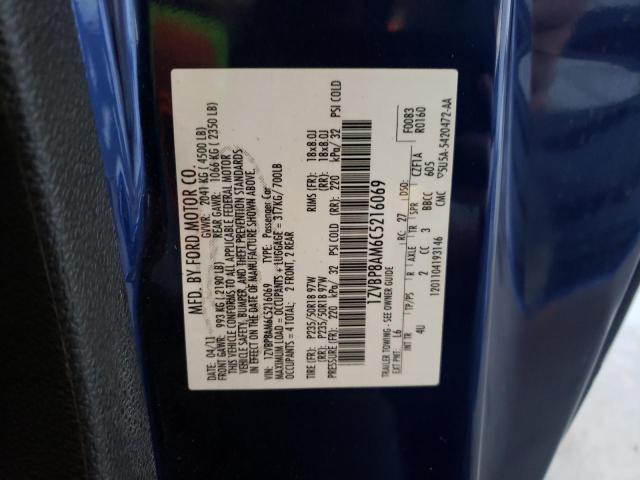 MFD. BY FORD MOTOR CO.
DATE: 04/11 GVWR: 2041 KG ( 4500 LB)
FRONT GAWR: 993 KG ( 2190 LB) REAR GAWR: 1066 KG ( 2350 LB)
THIS VEHICLE CONFORMS TO ALL APPLICABLE FEDERAL MOTOR
VEHICLE SAFETY, BUMPER, AND THEFT PREVENTION STANDARDS
IN EFFECT ON THE DATE OF MANUFACTURE SHOWN ABOVE.
VIN: 1ZVBP8AM6C5216069 TYPE: Passenger Car
MAXIMUM LOAD = OCCUPANTS + LUGGAGE = 317KG/ 700LB
OCCUPANTS = 4 TOTAL: 2 FRONT, 2 REAR
TIRE (FR): P235/50R18 97W RIMS (FR): 18x8.0J
(RR): P235/50R18 97W (RR): 18x8.0J
PRESSURE (FR): 220 kPa/ 32 PSI COLD (RR): 220 kPa/ 32 PSI COLD
1ZVBP8AM6C5216069
F0083
R0160
TRAILER TOWING - SEE OWNER GUIDE
EXT PNT: L6 RC: 27 DSO: CZF1A
INT TR TP/PS R AXLE TR SPR 605
4U 2 CC 3 BBCC
1201104193146 CMC ▽5U5A-5420472-AA